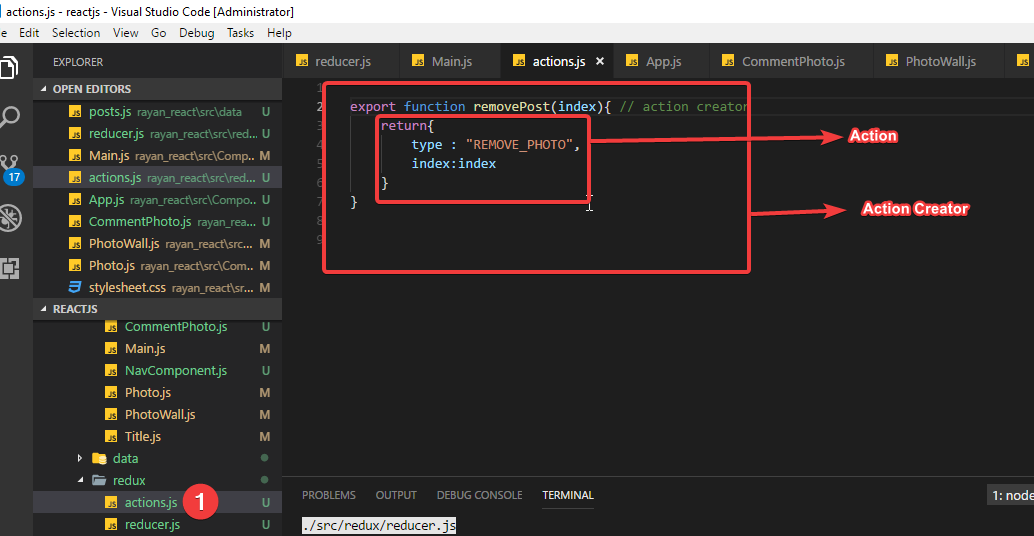 actions.js - reactjs - Visual Studio Code [Administrator]
e Edit Selection View Go Debug Tasks Help
EXPLORER
OPEN EDITORS
posts.js rayan_react\src\data U
reducer.js rayan_react\src\red... U
Main.js rayan_react\src\Comp... M
actions.js rayan_react\src\red... U
App.js rayan_react\src\Compo... U
CommentPhoto.js rayan_rea... U
PhotoWall.js rayan_react\src... M
Photo.js rayan_react\src\Com... M
stylesheet.css rayan_react\sr... M
17
REACTJS
CommentPhoto.js U
Main.js M
NavComponent.js U
Photo.js M
PhotoWall.js M
Title.js M
data
redux
actions.js 1 U
reducer.js U
reducer.js Main.js actions.js × App.js CommentPhoto.js PhotoWall.js
1
2 export function removePost(index){ // action creator
3 return{
4 type : "REMOVE_PHOTO",
5 index:index
6 }
7 }
8
9
Action
Action Creator
PROBLEMS OUTPUT DEBUG CONSOLE TERMINAL
1: node
./src/redux/reducer.js